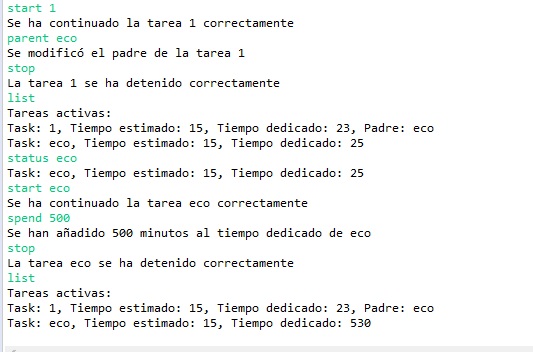 start 1
Se ha continuado la tarea 1 correctamente
parent eco
Se modificó el padre de la tarea 1
stop
La tarea 1 se ha detenido correctamente
list
Tareas activas:
Task: 1, Tiempo estimado: 15, Tiempo dedicado: 23, Padre: eco
Task: eco, Tiempo estimado: 15, Tiempo dedicado: 25
status eco
Task: eco, Tiempo estimado: 15, Tiempo dedicado: 25
start eco
Se ha continuado la tarea eco correctamente
spend 500
Se han añadido 500 minutos al tiempo dedicado de eco
stop
La tarea eco se ha detenido correctamente
list
Tareas activas:
Task: 1, Tiempo estimado: 15, Tiempo dedicado: 23, Padre: eco
Task: eco, Tiempo estimado: 15, Tiempo dedicado: 530